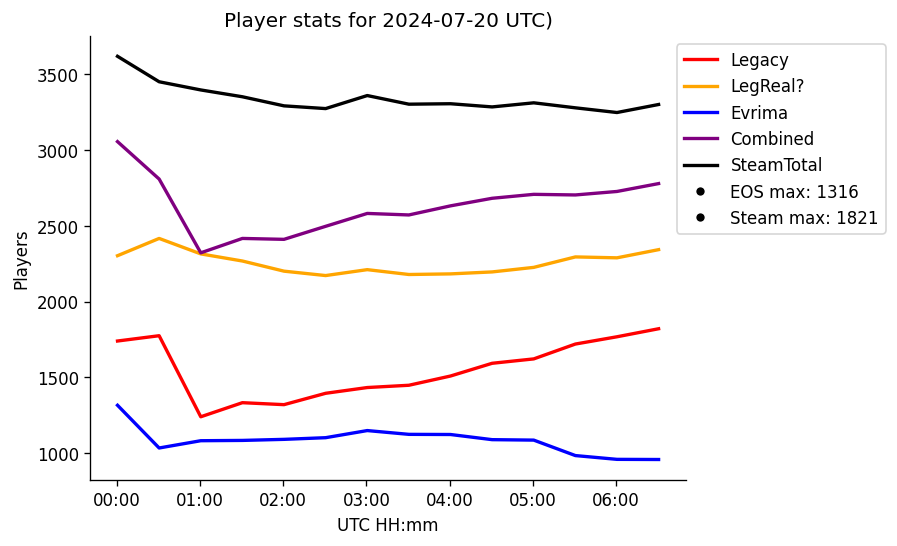 Player stats for 2024-07-20 UTC)
Legacy
LegReal?
Evrima
Combined
SteamTotal
EOS max: 1316
Steam max: 1821
Players
3500
3000
2500
2000
1500
1000
00:00 01:00 02:00 03:00 04:00 05:00 06:00
UTC HH:mm